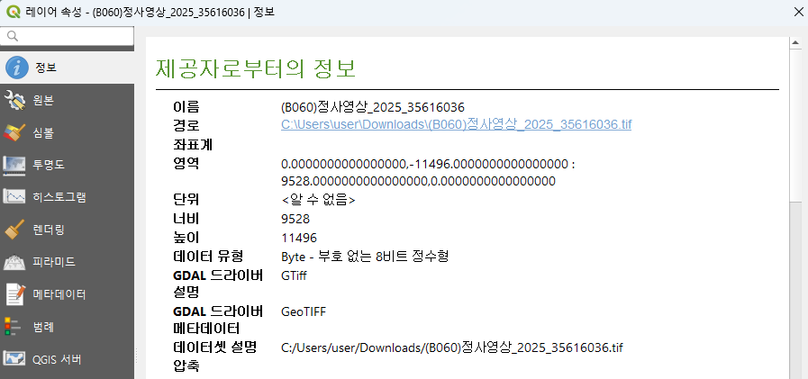 레이어 속성 - (B060)정사영상_2025_35616036 | 정보
정보
원본
심볼
투명도
히스토그램
렌더링
피라미드
메타데이터
범례
QGIS 서버
제공자로부터의 정보
이름 (B060)정사영상_2025_35616036
경로 C:\Users\user\Downloads\(B060)정사영상_2025_35616036.tif
좌표계
영역 0.0000000000000000,-11496.0000000000000000 :
9528.0000000000000000,0.0000000000000000
단위 <알 수 없음>
너비 9528
높이 11496
데이터 유형 Byte - 부호 없는 8비트 정수형
GDAL 드라이버 GTiff
설명
GDAL 드라이버 GeoTIFF
메타데이터
데이터셋 설명 C:/Users/user/Downloads/(B060)정사영상_2025_35616036.tif
압축